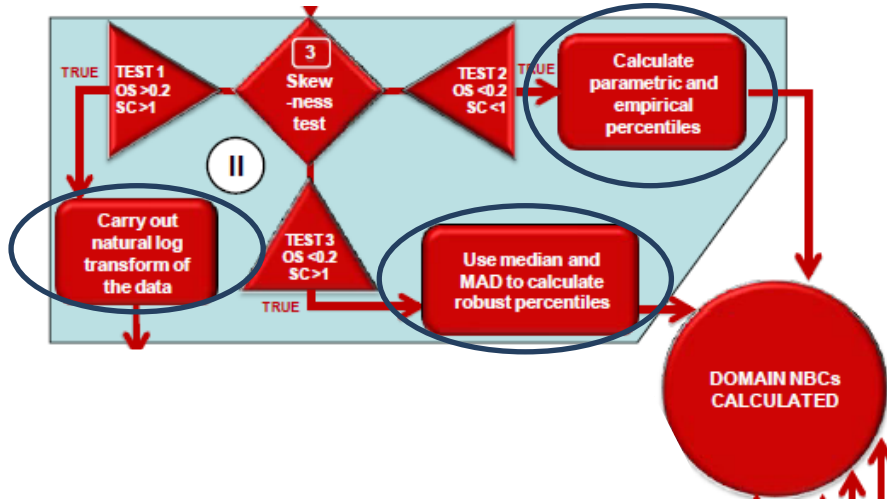 3
Skew
-ness
test
TRUE
TEST 1
OS >0.2
SC >1
TEST 2
OS <0.2
SC <1
TRUE
Calculate
parametric and
empirical
percentiles
II
Carry out
natural log
transform of
the data
TEST 3
OS <0.2
SC >1
TRUE
Use median and
MAD to calculate
robust percentiles
DOMAIN NBCs
CALCULATED